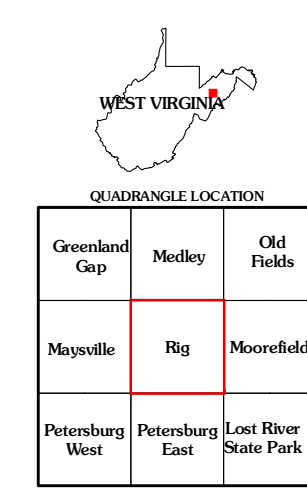 WEST VIRGINIA
QUADRANGLE LOCATION
Greenland
Gap
Medley
Old
Fields
Maysville
Rig
Moorefield
Petersburg
West
Petersburg
East
Lost River
State Park